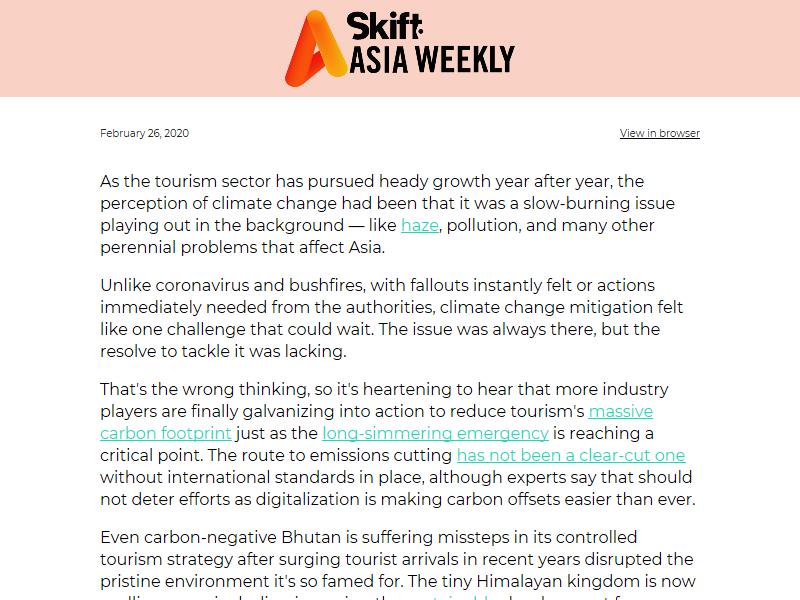 Skift:
ASIA WEEKLY
February 26, 2020
View in browser
As the tourism sector has pursued heady growth year after year, the
perception of climate change had been that it was a slow-burning issue
playing out in the background — like haze, pollution, and many other
perennial problems that affect Asia.
Unlike coronavirus and bushfires, with fallouts instantly felt or actions
immediately needed from the authorities, climate change mitigation felt
like one challenge that could wait. The issue was always there, but the
resolve to tackle it was lacking.
That's the wrong thinking, so it's heartening to hear that more industry
players are finally galvanizing into action to reduce tourism's massive
carbon footprint just as the long-simmering emergency is reaching a
critical point. The route to emissions cutting has not been a clear-cut one
without international standards in place, although experts say that should
not deter efforts as digitalization is making carbon offsets easier than ever.
Even carbon-negative Bhutan is suffering missteps in its controlled
tourism strategy after surging tourist arrivals in recent years disrupted the
pristine environment it's so famed for. The tiny Himalayan kingdom is now